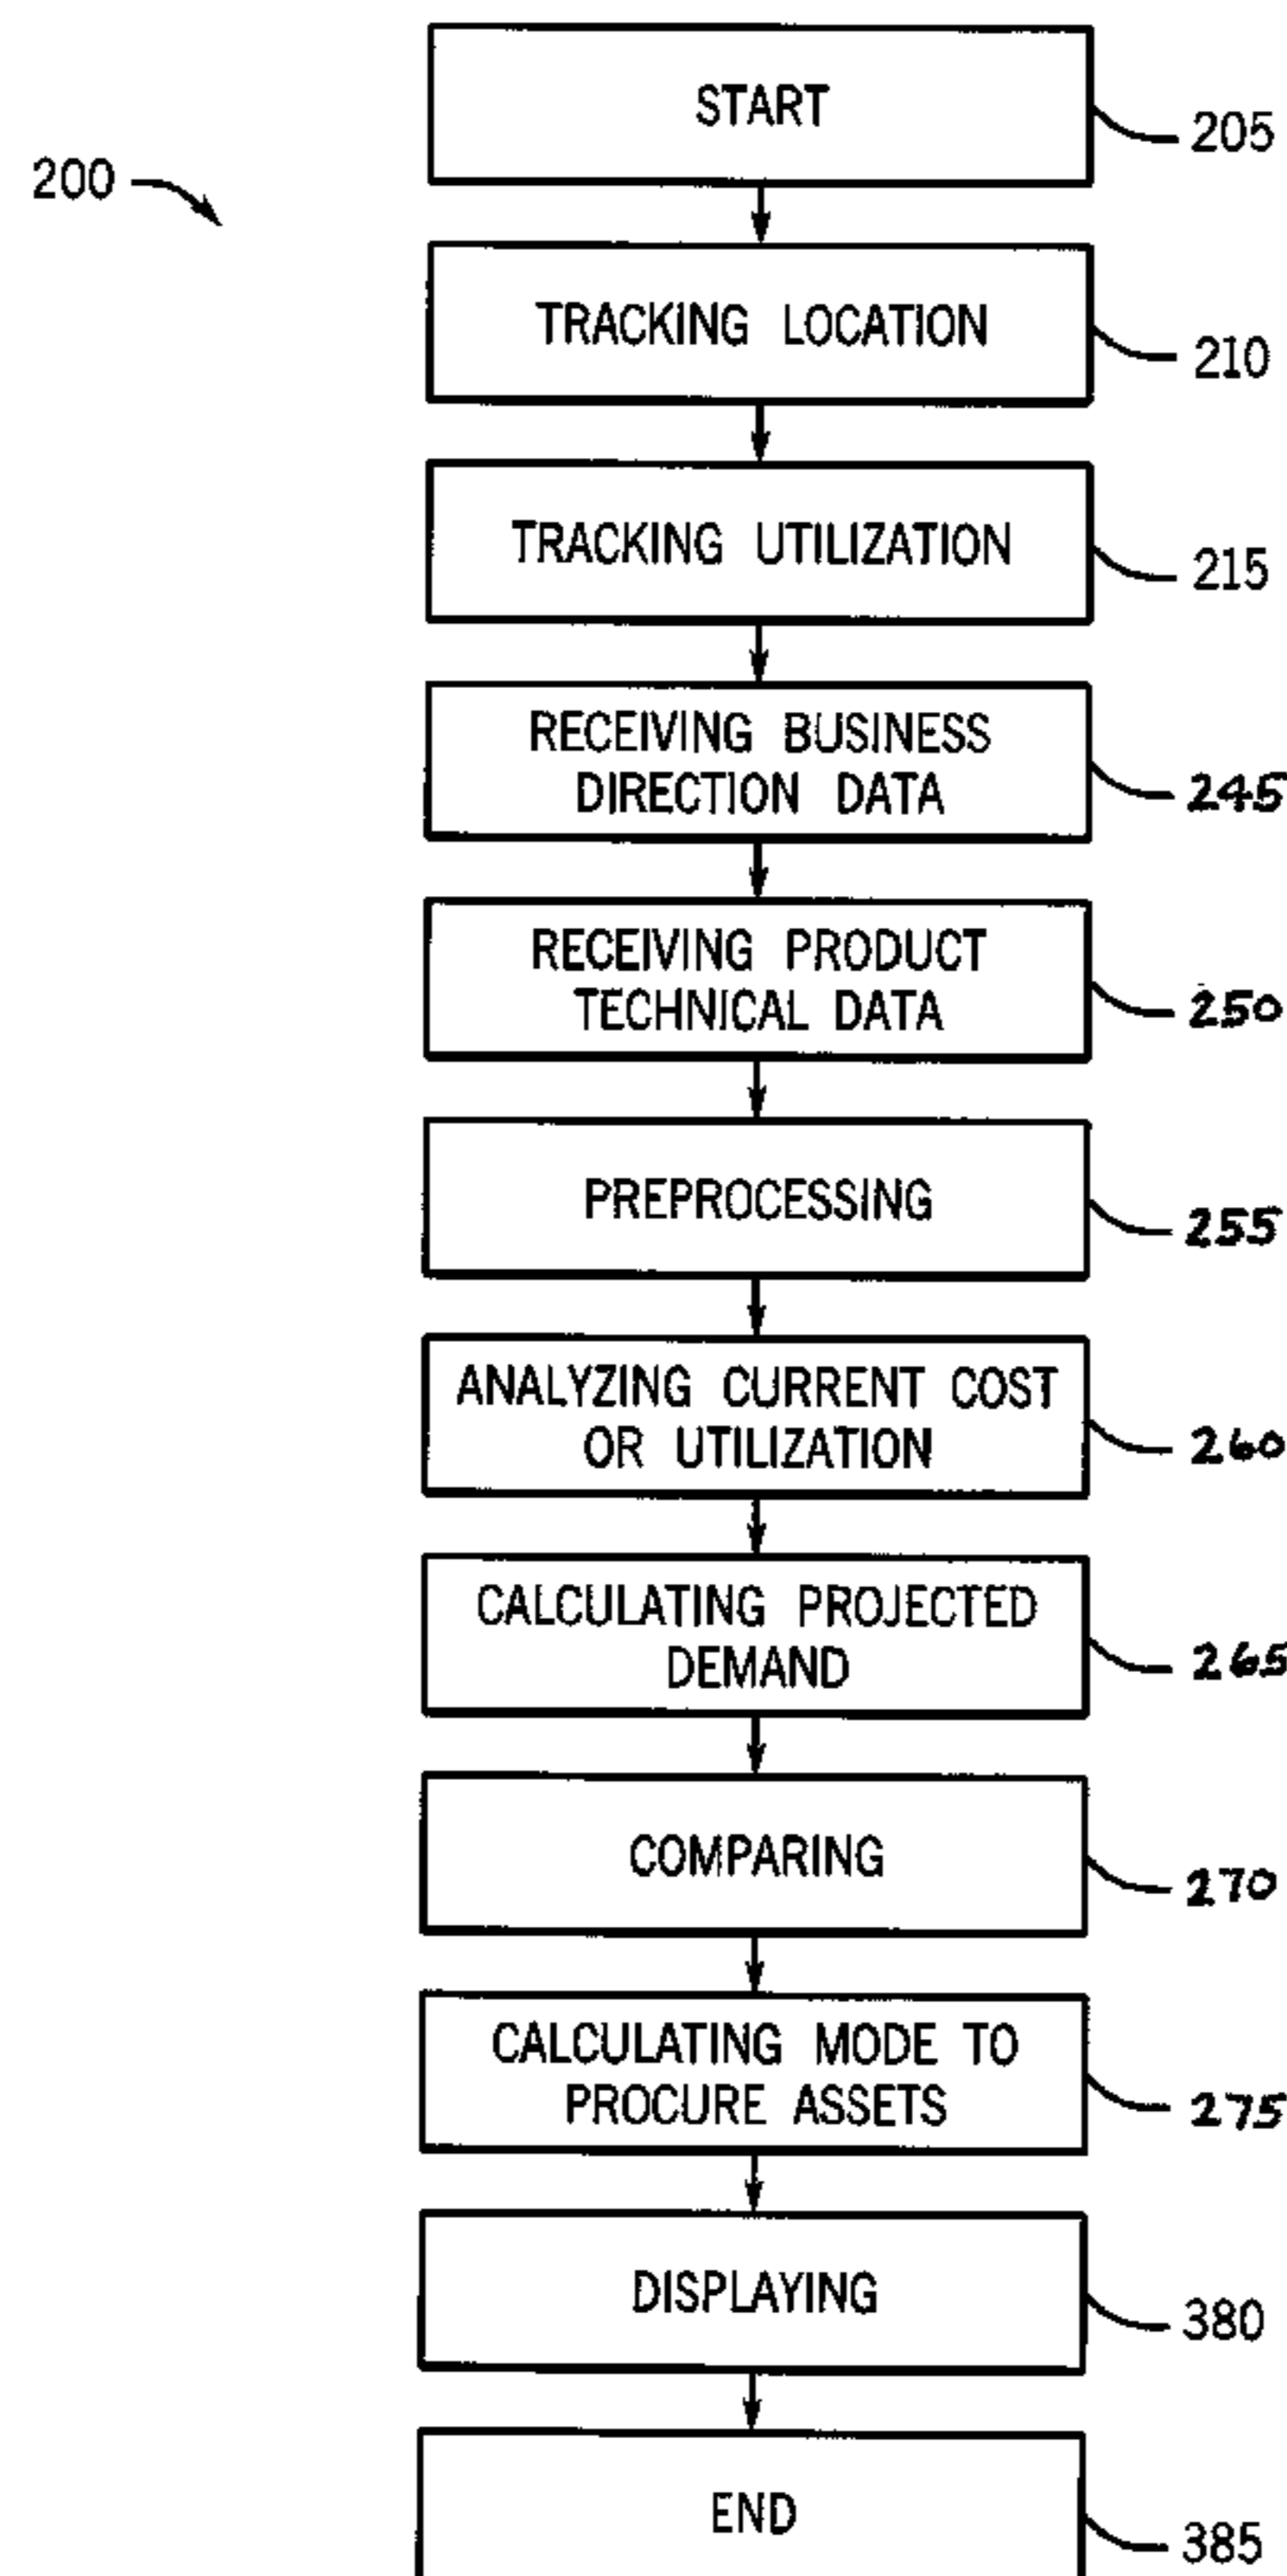 START
205
200
TRACKING LOCATION
210
TRACKING UTILIZATION
215
RECEIVING BUSINESS
DIRECTION DATA
245
RECEIVING PRODUCT
TECHNICAL DATA
250
PREPROCESSING
255
ANALYZING CURRENT COST
OR UTILIZATION
260
CALCULATING PROJECTED
DEMAND
265
COMPARING
270
CALCULATING MODE TO
PROCURE ASSETS
275
DISPLAYING
380
END
385